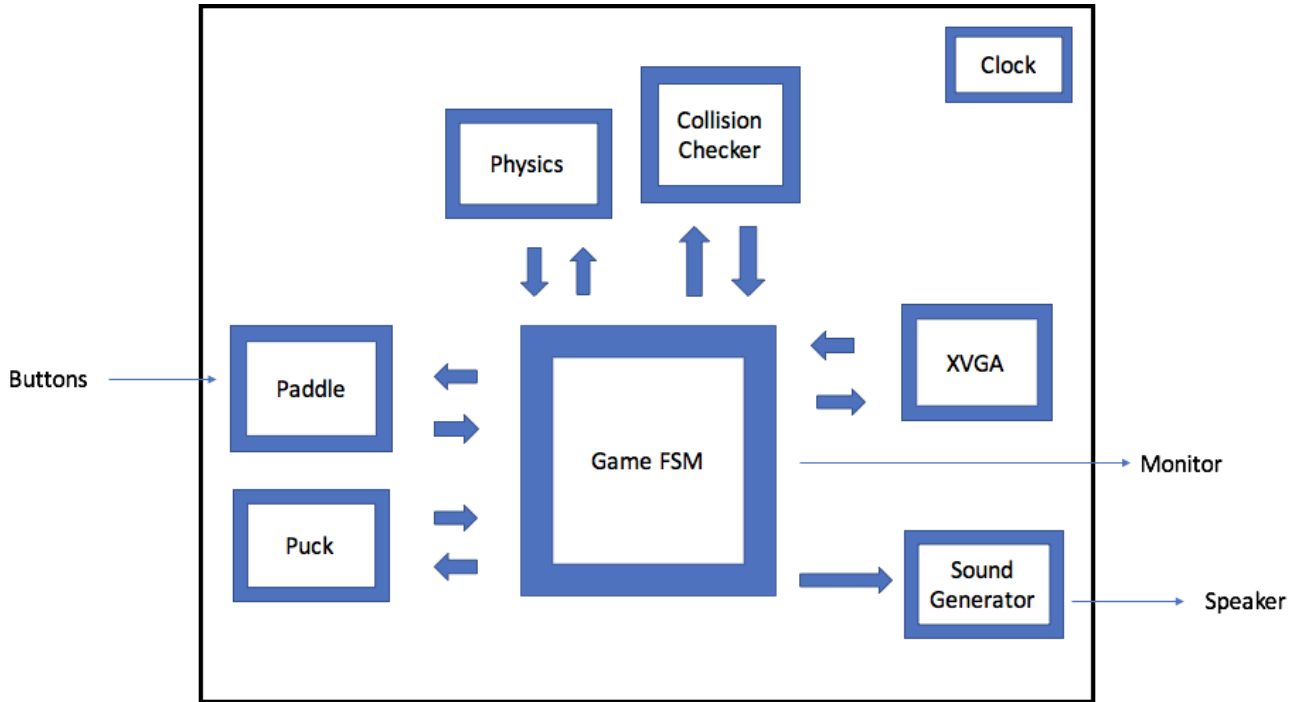 Clock
Collision
Checker
Physics
XVGA
Buttons
Paddle
Game FSM
Monitor
Puck
Sound
Generator
Speaker